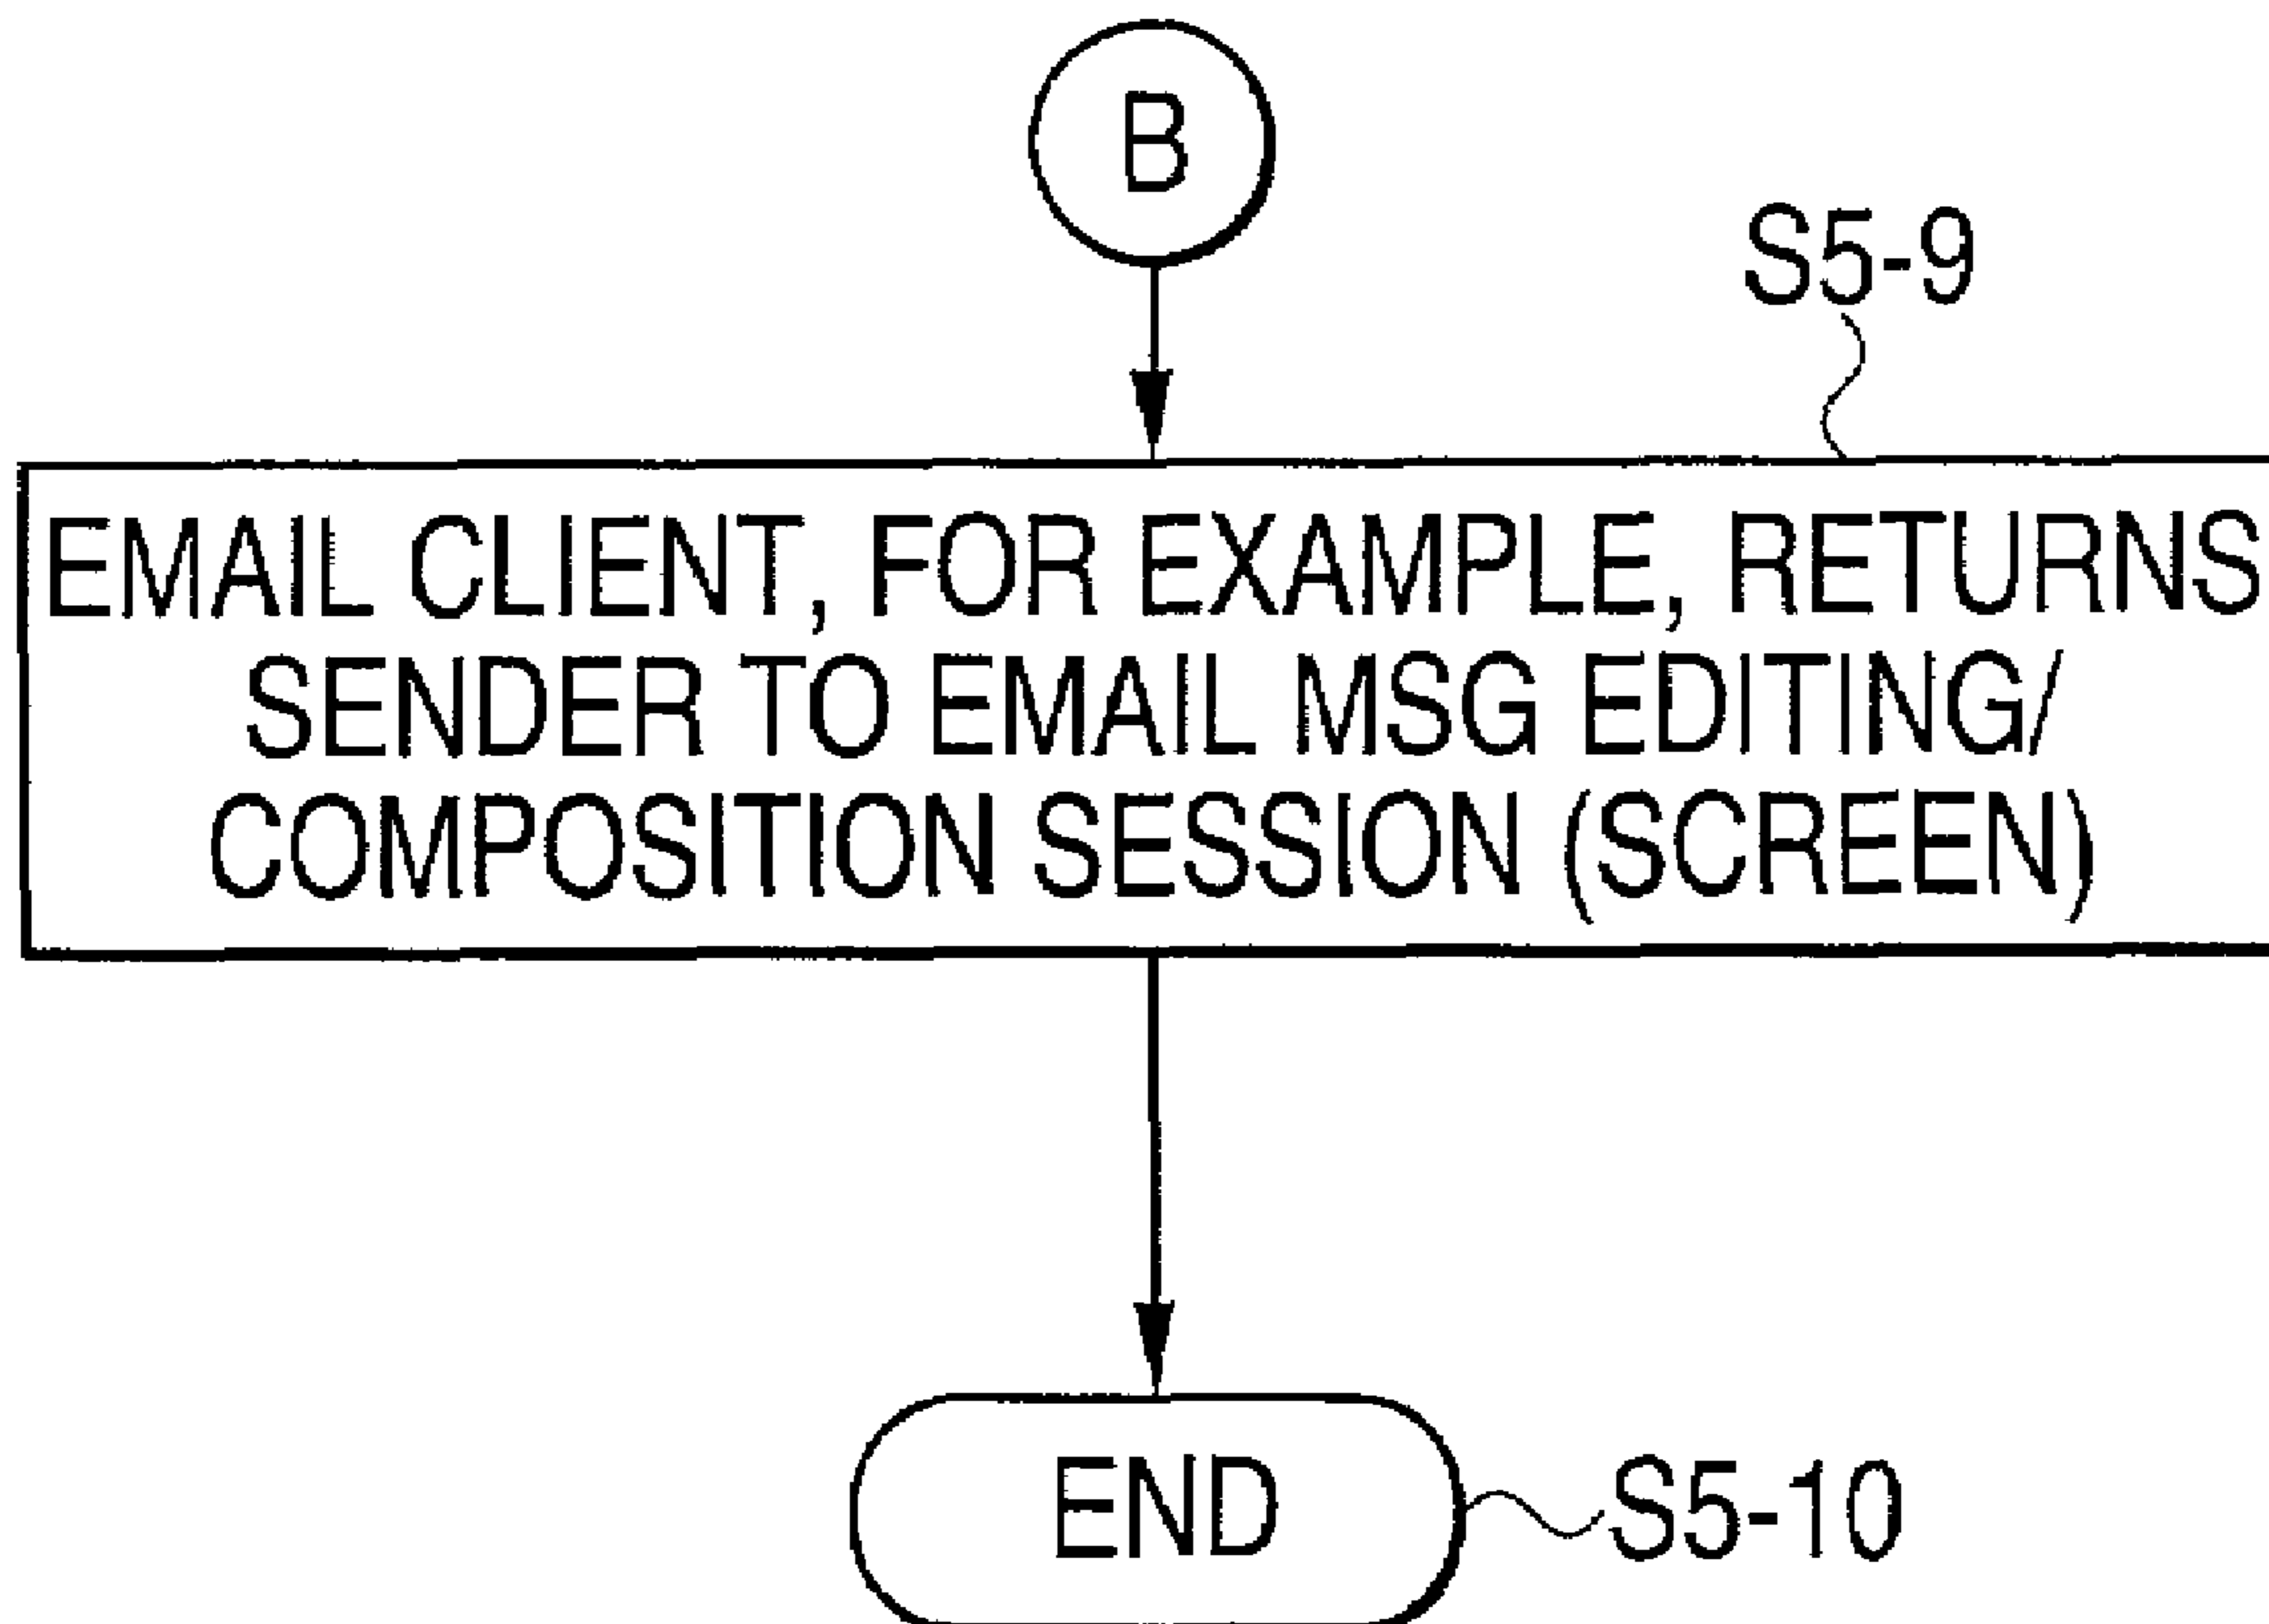 B
S5-9
EMAIL CLIENT, FOR EXAMPLE, RETURNS
SENDER TO EMAIL MSG EDITING/
COMPOSITION SESSION (SCREEN)
END
S5-10